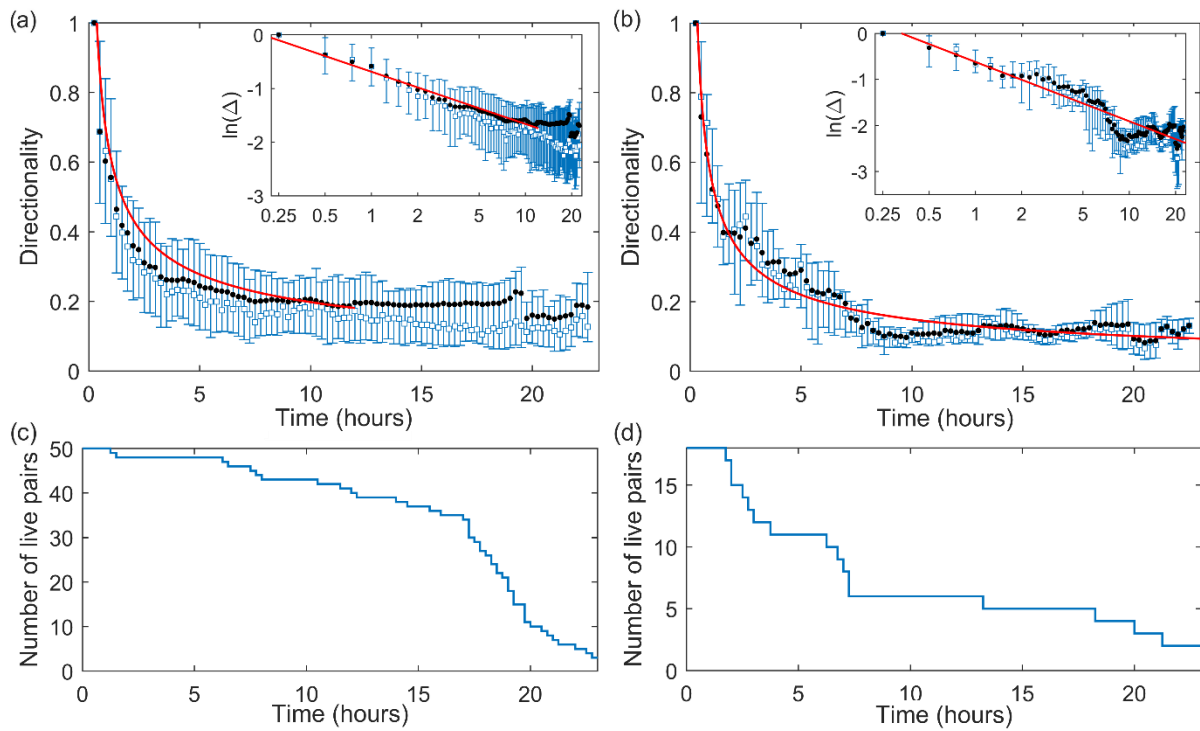 (a)
1
0.8
0.6
0.4
0.2
0
Directionality
0 5 10 15 20
Time (hours)
0
-1
-2
-3
ln(Δ)
0.25 0.5 1 2 5 10 20
(b)
1
0.8
0.6
0.4
0.2
0
Directionality
0 5 10 15 20
Time (hours)
0
-1
-2
-3
ln(Δ)
0.25 0.5 1 2 5 10 20
(c)
50
40
30
20
10
0
Number of live pairs
0 5 10 15 20
Time (hours)
(d)
15
10
5
0
Number of live pairs
0 5 10 15 20
Time (hours)